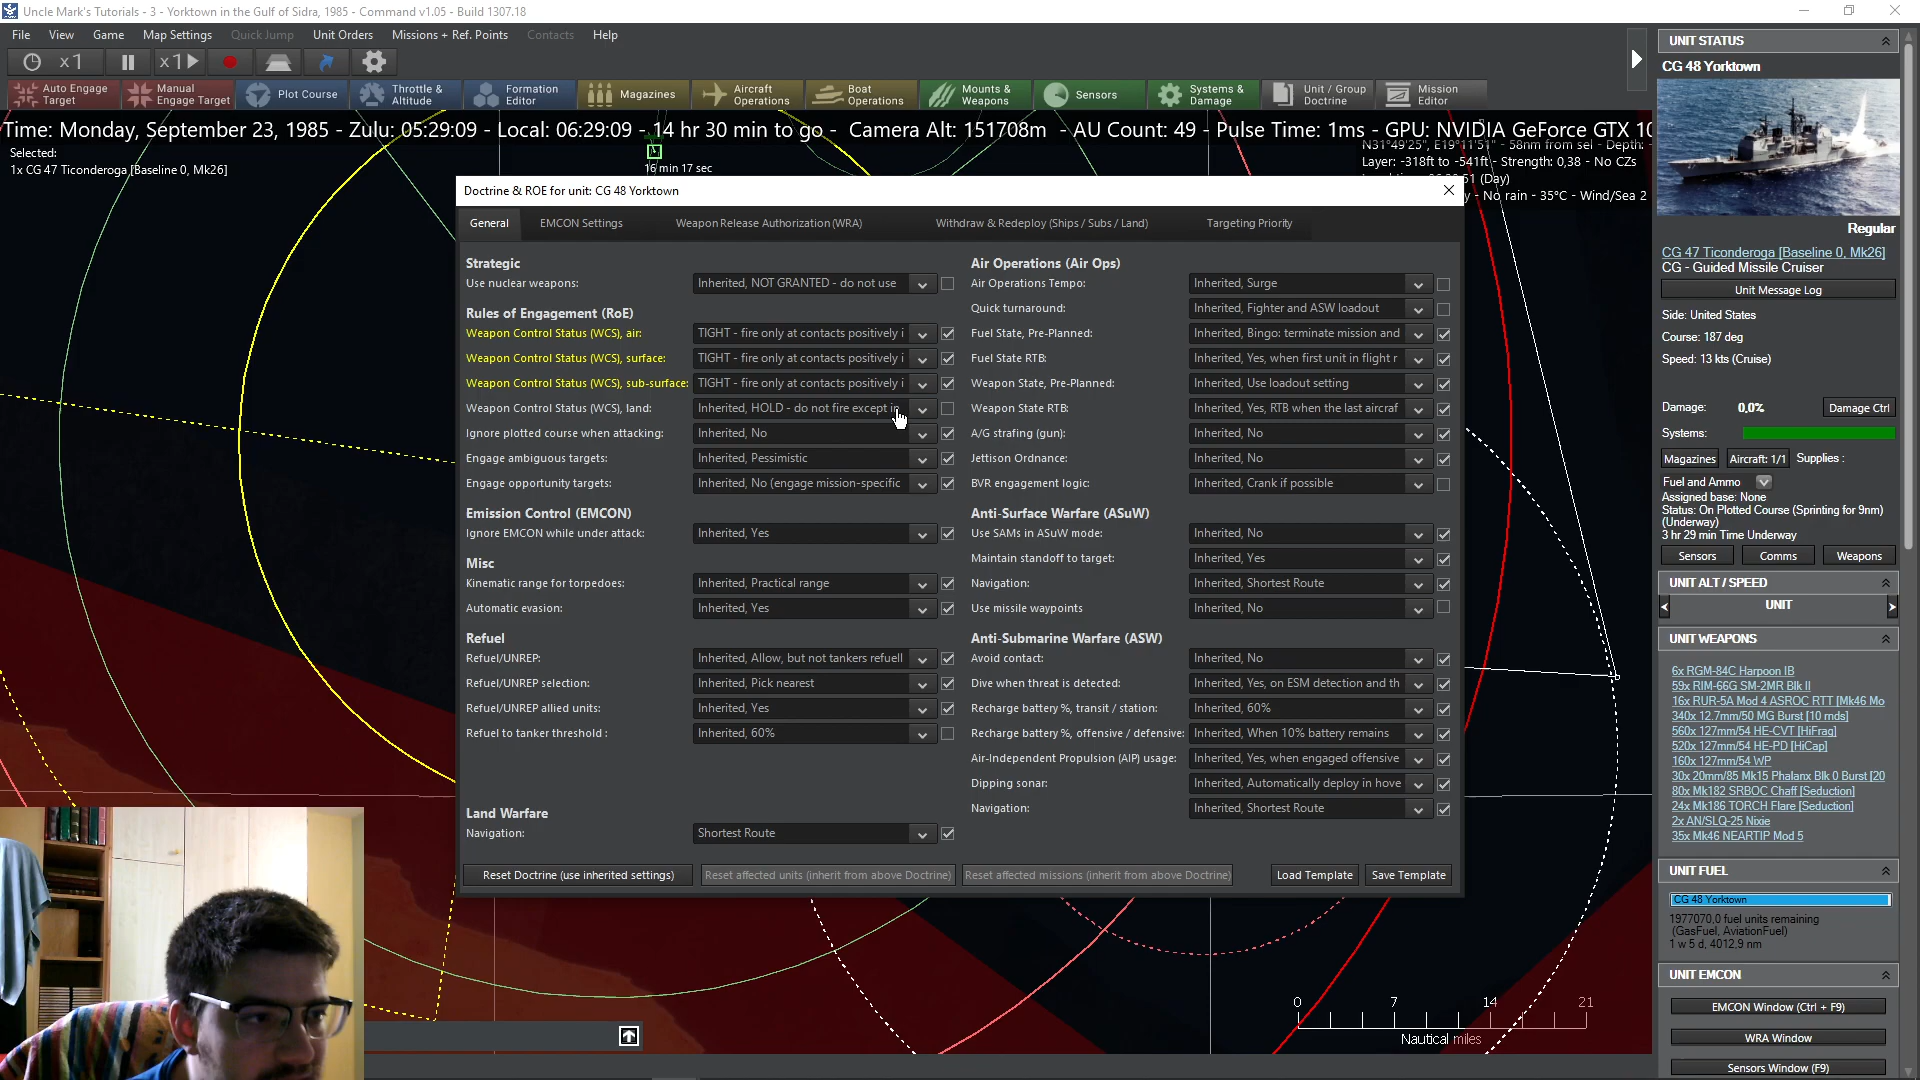 Uncle Mark's Tutorials - 3 - Yorktown in the Gulf of Sidra, 1985 - Command v1.05 - Build 1307.18
File View Game Map Settings Quick Jump Unit Orders Missions + Ref. Points Contacts Help
x1 x1
Auto Engage Target
Manual Engage Target
Plot Course
Throttle & Altitude
Formation Editor
Magazines
Aircraft Operations
Boat Operations
Mounts & Weapons
Sensors
Systems & Damage
Unit / Group Doctrine
Mission Editor
Time: Monday, September 23, 1985 - Zulu: 05:29:09 - Local: 06:29:09 - 14 hr 30 min to go - Camera Alt: 151708m - AU Count: 49 - Pulse Time: 1ms - GPU: NVIDIA GeForce GTX 10
Selected:
1x CG 47 Ticonderoga [Baseline 0, Mk26]
16 min 17 sec
N31°49'25", E19°11'51" - 58nm from sel - Depth: -
Layer: -318ft to -541ft - Strength: 0,38 - No CZs
51 (Day)
y - No rain - 35°C - Wind/Sea 2
Doctrine & ROE for unit: CG 48 Yorktown
General EMCON Settings Weapon Release Authorization (WRA) Withdraw & Redeploy (Ships / Subs / Land) Targeting Priority
Strategic
Use nuclear weapons: Inherited, NOT GRANTED - do not use
Rules of Engagement (RoE)
Weapon Control Status (WCS), air: TIGHT - fire only at contacts positively i
Weapon Control Status (WCS), surface: TIGHT - fire only at contacts positively i
Weapon Control Status (WCS), sub-surface: TIGHT - fire only at contacts positively i
Weapon Control Status (WCS), land: Inherited, HOLD - do not fire except in
Ignore plotted course when attacking: Inherited, No
Engage ambiguous targets: Inherited, Pessimistic
Engage opportunity targets: Inherited, No (engage mission-specific
Emission Control (EMCON)
Ignore EMCON while under attack: Inherited, Yes
Misc
Kinematic range for torpedoes: Inherited, Practical range
Automatic evasion: Inherited, Yes
Refuel
Refuel/UNREP: Inherited, Allow, but not tankers refuell
Refuel/UNREP selection: Inherited, Pick nearest
Refuel/UNREP allied units: Inherited, Yes
Refuel to tanker threshold : Inherited, 60%
Land Warfare
Navigation: Shortest Route
Air Operations (Air Ops)
Air Operations Tempo: Inherited, Surge
Quick turnaround: Inherited, Fighter and ASW loadout
Fuel State, Pre-Planned: Inherited, Bingo: terminate mission and
Fuel State RTB: Inherited, Yes, when first unit in flight r
Weapon State, Pre-Planned: Inherited, Use loadout setting
Weapon State RTB: Inherited, Yes, RTB when the last aircraf
A/G strafing (gun): Inherited, No
Jettison Ordnance: Inherited, No
BVR engagement logic: Inherited, Crank if possible
Anti-Surface Warfare (ASuW)
Use SAMs in ASuW mode: Inherited, No
Maintain standoff to target: Inherited, Yes
Navigation: Inherited, Shortest Route
Use missile waypoints Inherited, No
Anti-Submarine Warfare (ASW)
Avoid contact: Inherited, No
Dive when threat is detected: Inherited, Yes, on ESM detection and th
Recharge battery %, transit / station: Inherited, 60%
Recharge battery %, offensive / defensive: Inherited, When 10% battery remains
Air-Independent Propulsion (AIP) usage: Inherited, Yes, when engaged offensive
Dipping sonar: Inherited, Automatically deploy in hove
Navigation: Inherited, Shortest Route
Reset Doctrine (use inherited settings) Reset affected units (inherit from above Doctrine) Reset affected missions (inherit from above Doctrine) Load Template Save Template
0 7 14 21
Nautical miles
UNIT STATUS
CG 48 Yorktown
Regular
CG 47 Ticonderoga [Baseline 0, Mk26]
CG - Guided Missile Cruiser
Unit Message Log
Side: United States
Course: 187 deg
Speed: 13 kts (Cruise)
Damage: 0,0% Damage Ctrl
Systems:
Magazines Aircraft: 1/1 Supplies :
Fuel and Ammo
Assigned base: None
Status: On Plotted Course (Sprinting for 9nm)
(Underway)
3 hr 20 min Time Underway
Sensors Comms Weapons
UNIT ALT / SPEED
UNIT
UNIT WEAPONS
6x RGM-84C Harpoon IB
59x RIM-66G SM-2MR Blk II
16x RUR-5A Mod 4 ASROC RTT [Mk46 Mo
340x 12.7mm/50 MG Burst [10 rnds]
560x 127mm/54 HE-CVT [HiFrag]
520x 127mm/54 HE-PD [HiCap]
160x 127mm/54 WP
30x 20mm/85 Mk15 Phalanx Blk 0 Burst [20
80x Mk182 SRBOC Chaff [Seduction]
24x Mk186 TORCH Flare [Seduction]
2x AN/SLQ-25 Nixie
35x Mk46 NEARTIP Mod 5
UNIT FUEL
CG 48 Yorktown
1977070,0 fuel units remaining
(GasFuel, AviationFuel)
1 w 5 d, 4012,9 nm
UNIT EMCON
EMCON Window (Ctrl + F9)
WRA Window
Sensors Window (F9)